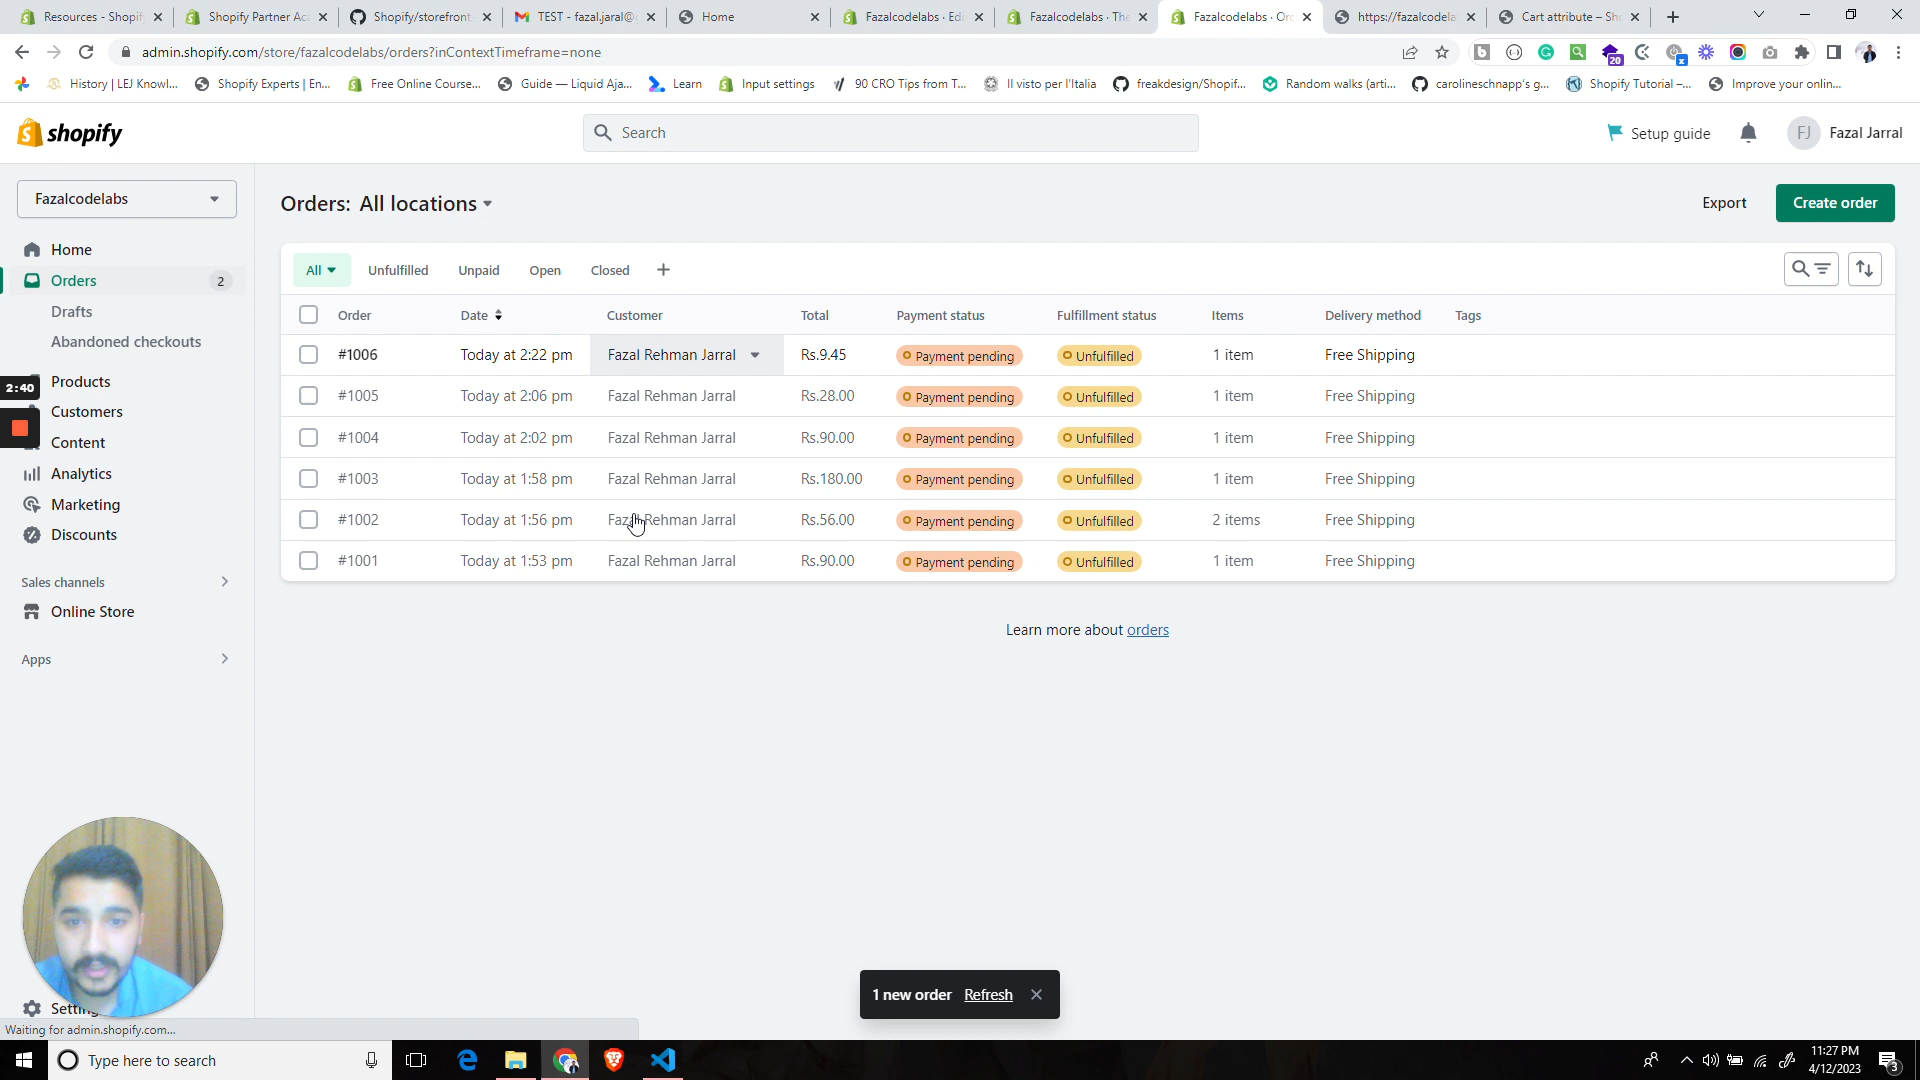 Resources - Shopify
Shopify Partner Ac
Shopify/storefront
TEST - fazal.jaral@
Home
Fazalcodelabs · Edi
Fazalcodelabs · The
Fazalcodelabs · Or
https://fazalcodela
Cart attribute – Sh
admin.shopify.com/store/fazalcodelabs/orders?inContextTimeframe=none
20
x
History | LEJ Knowl...
Shopify Experts | En...
Free Online Course...
Guide — Liquid Aja...
Learn
Input settings
90 CRO Tips from T...
Il visto per l'Italia
freakdesign/Shopif...
Random walks (arti...
carolineschnapp's g...
Shopify Tutorial –...
Improve your onlin...
shopify
Search
Setup guide
FJ
Fazal Jarral
Fazalcodelabs
Home
Orders
2
Drafts
Abandoned checkouts
Products
2:40
Customers
Content
Analytics
Marketing
Discounts
Sales channels
Online Store
Apps
Orders: All locations
Export
Create order
All
Unfulfilled
Unpaid
Open
Closed
Order Date Customer Total Payment status Fulfillment status Items Delivery method Tags
#1006 Today at 2:22 pm Fazal Rehman Jarral Rs.9.45 Payment pending Unfulfilled 1 item Free Shipping
#1005 Today at 2:06 pm Fazal Rehman Jarral Rs.28.00 Payment pending Unfulfilled 1 item Free Shipping
#1004 Today at 2:02 pm Fazal Rehman Jarral Rs.90.00 Payment pending Unfulfilled 1 item Free Shipping
#1003 Today at 1:58 pm Fazal Rehman Jarral Rs.180.00 Payment pending Unfulfilled 1 item Free Shipping
#1002 Today at 1:56 pm Fazal Rehman Jarral Rs.56.00 Payment pending Unfulfilled 2 items Free Shipping
#1001 Today at 1:53 pm Fazal Rehman Jarral Rs.90.00 Payment pending Unfulfilled 1 item Free Shipping
Learn more about orders
1 new order Refresh
Waiting for admin.shopify.com...
Type here to search
11:27 PM
4/12/2023
3